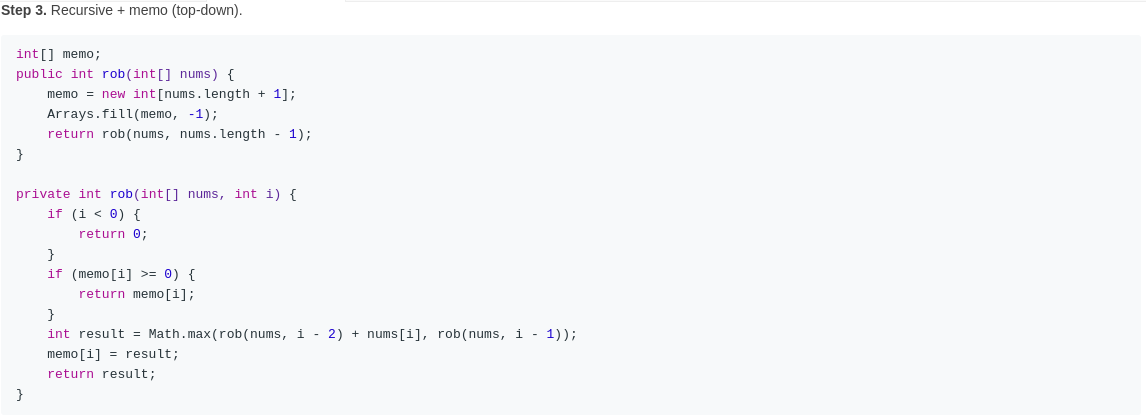 Step 3. Recursive + memo (top-down).
int[] memo;
public int rob(int[] nums) {
    memo = new int[nums.length + 1];
    Arrays.fill(memo, -1);
    return rob(nums, nums.length - 1);
}
private int rob(int[] nums, int i) {
    if (i < 0) {
        return 0;
    }
    if (memo[i] >= 0) {
        return memo[i];
    }
    int result = Math.max(rob(nums, i - 2) + nums[i], rob(nums, i - 1));
    memo[i] = result;
    return result;
}